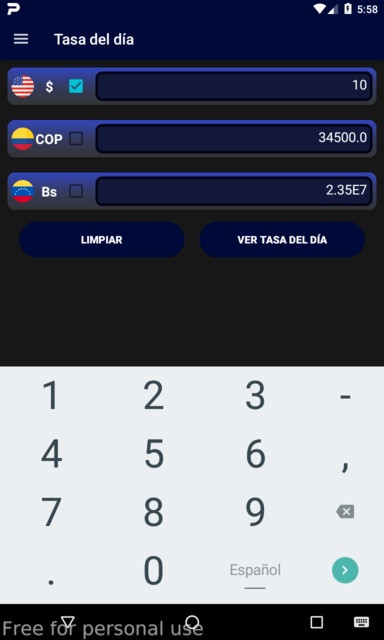 5:58
Tasa del día
$
10
COP
34500.0
Bs
2.35E7
LIMPIAR
VER TASA DEL DÍA
1 2 3 -
4 5 6 ,
7 8 9
. 0 Español
Free for personal use